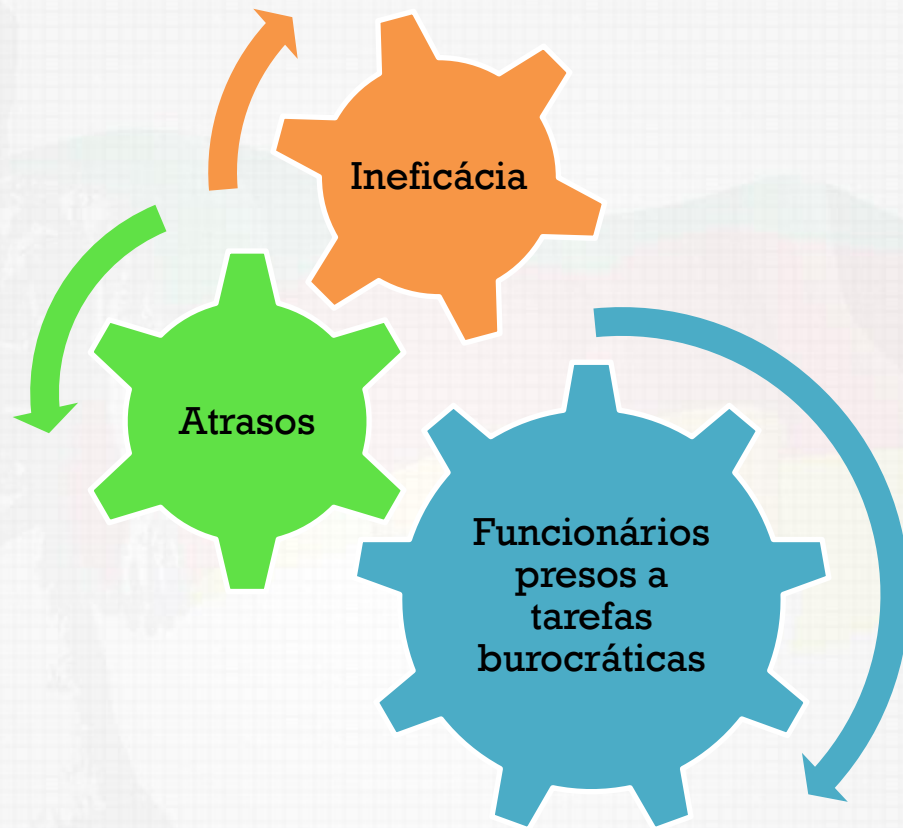 Ineficácia
Atrasos
Funcionários
presos a
tarefas
burocráticas